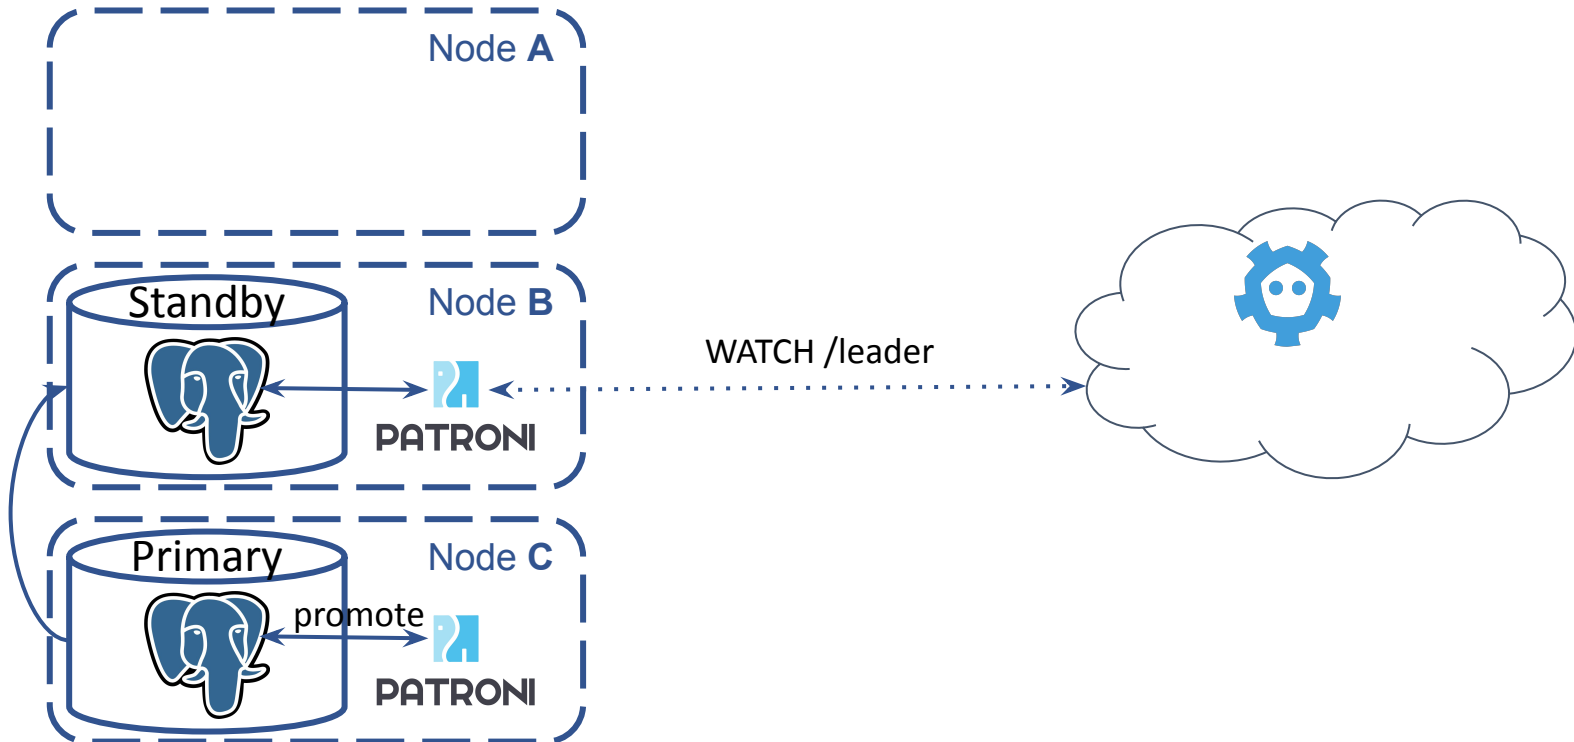 Node A
Standby
Node B
WATCH /leader
PATRONI
Primary
Node C
promote
PATRONI